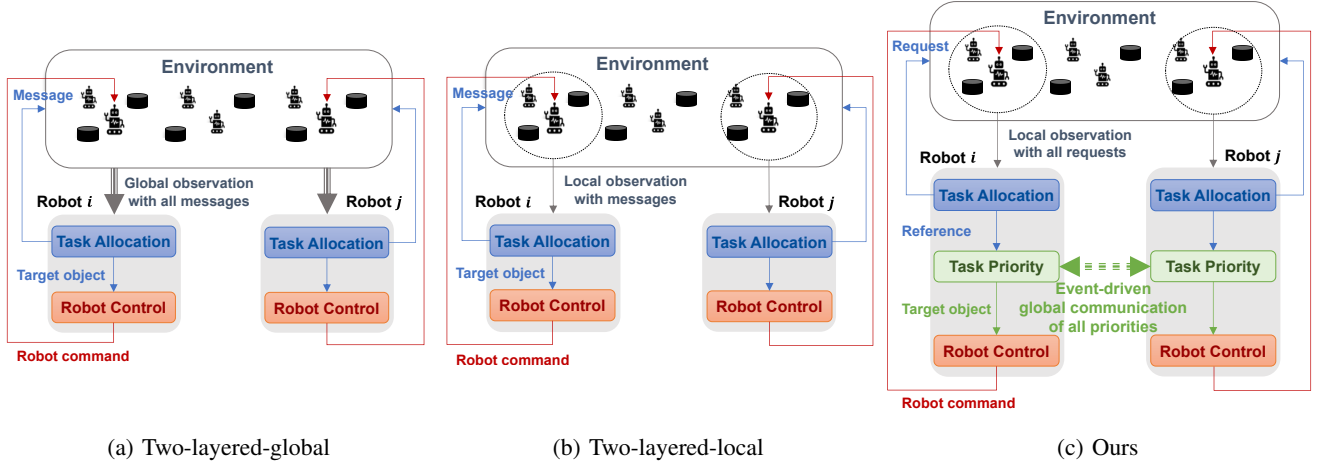 Environment
Message
Global observation
with all messages
Robot i
Robot j
Task Allocation
Task Allocation
Target object
Robot Control
Robot Control
Robot command
(a) Two-layered-global
Environment
Message
Local observation
with messages
Robot i
Robot j
Task Allocation
Task Allocation
Target object
Robot Control
Robot Control
Robot command
(b) Two-layered-local
Environment
Request
Local observation
with all requests
Robot i
Robot j
Task Allocation
Task Allocation
Reference
Task Priority
Task Priority
Event-driven
global communication
of all priorities
Target object
Robot Control
Robot Control
Robot command
(c) Ours